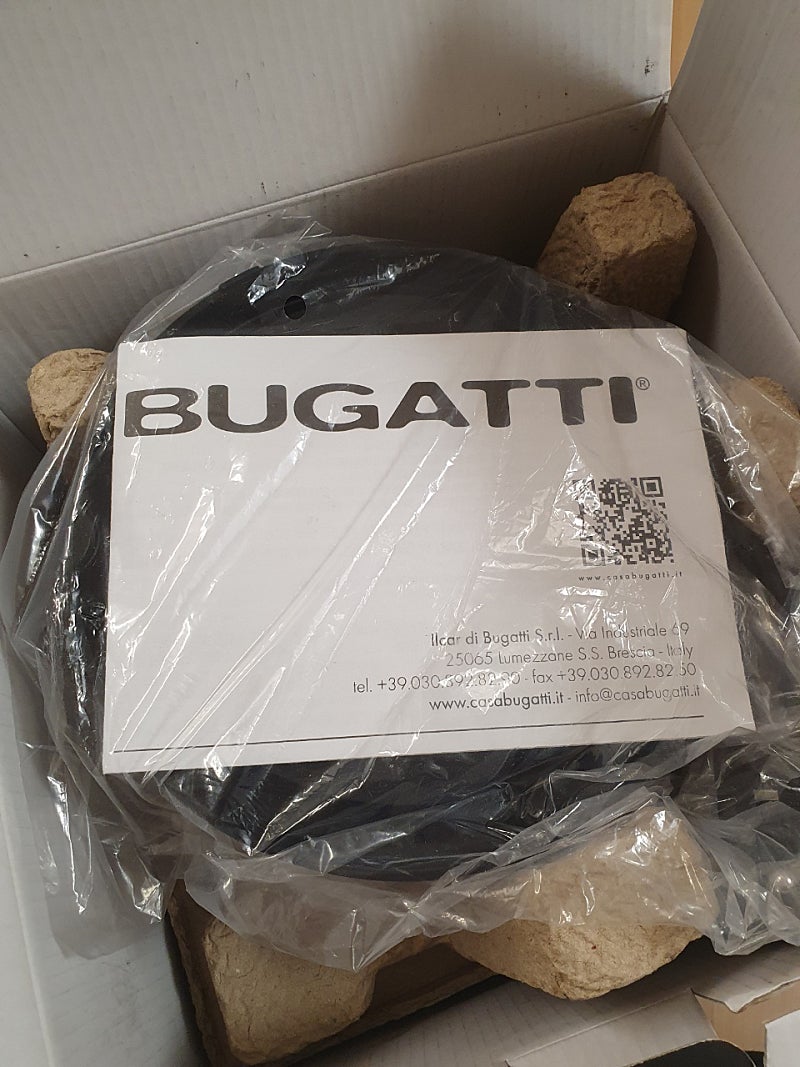 BUGATTI®
www.casabugatti.it
Ilcar di Bugatti S.r.l. - Via Industriale 69
25065 Lumezzane S.S. Brescia - Italy
tel. +39.030.892.82.50 - fax +39.030.892.82.50
www.casabugatti.it - info@casabugatti.it